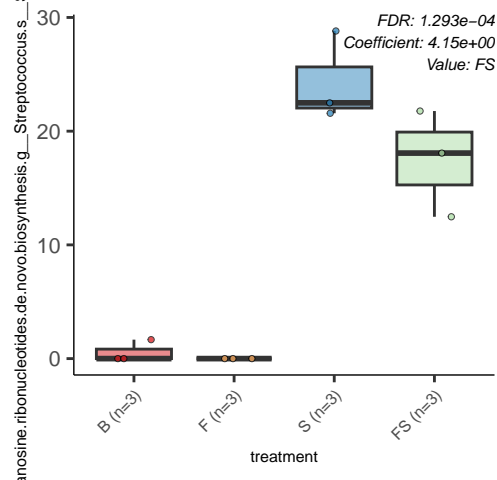 anosine.ribonucleotides.de.novo.biosynthesis.g__Streptococcus.s__S
30
20
10
0
FDR: 1.293e−04
Coefficient: 4.15e+00
Value: FS
B (n=3)
F (n=3)
S (n=3)
FS (n=3)
treatment